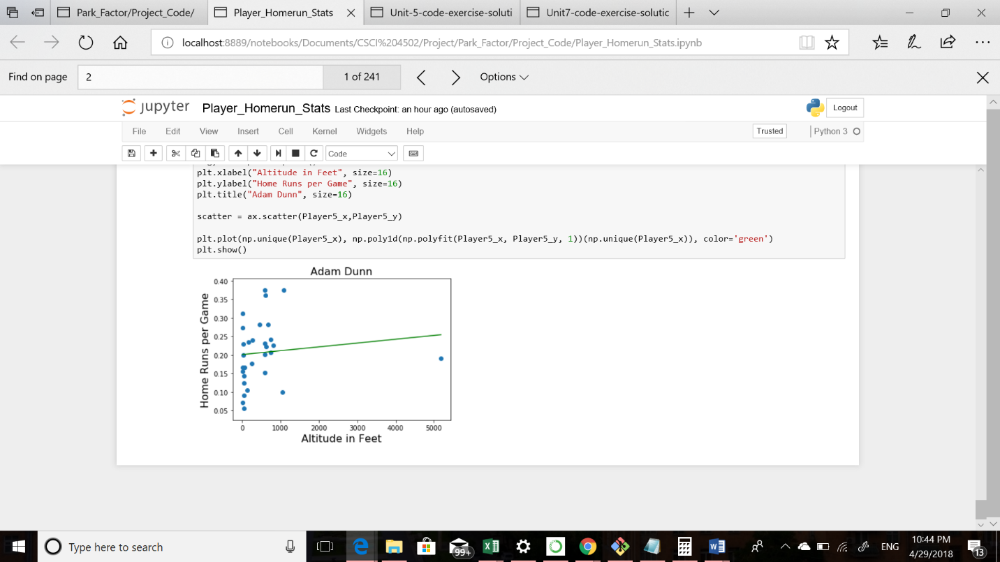 Park_Factor/Project_Code/
Player_Homerun_Stats
Unit-5-code-exercise-soluti
Unit7-code-exercise-solutic
localhost:8889/notebooks/Documents/CSCI%204502/Project/Park_Factor/Project_Code/Player_Homerun_Stats.ipynb
Find on page
2
1 of 241
Options
jupyter Player_Homerun_Stats Last Checkpoint: an hour ago (autosaved)
Logout
File Edit View Insert Cell Kernel Widgets Help
Trusted
Python 3
Code
plt.xlabel("Altitude in Feet", size=16)
plt.ylabel("Home Runs per Game", size=16)
plt.title("Adam Dunn", size=16)
scatter = ax.scatter(Player5_x,Player5_y)
plt.plot(np.unique(Player5_x), np.poly1d(np.polyfit(Player5_x, Player5_y, 1))(np.unique(Player5_x)), color='green')
plt.show()
Adam Dunn
Home Runs per Game
0.40
0.35
0.30
0.25
0.20
0.15
0.10
0.05
0 1000 2000 3000 4000 5000
Altitude in Feet
Type here to search
99+
ENG
10:44 PM
4/29/2018
13